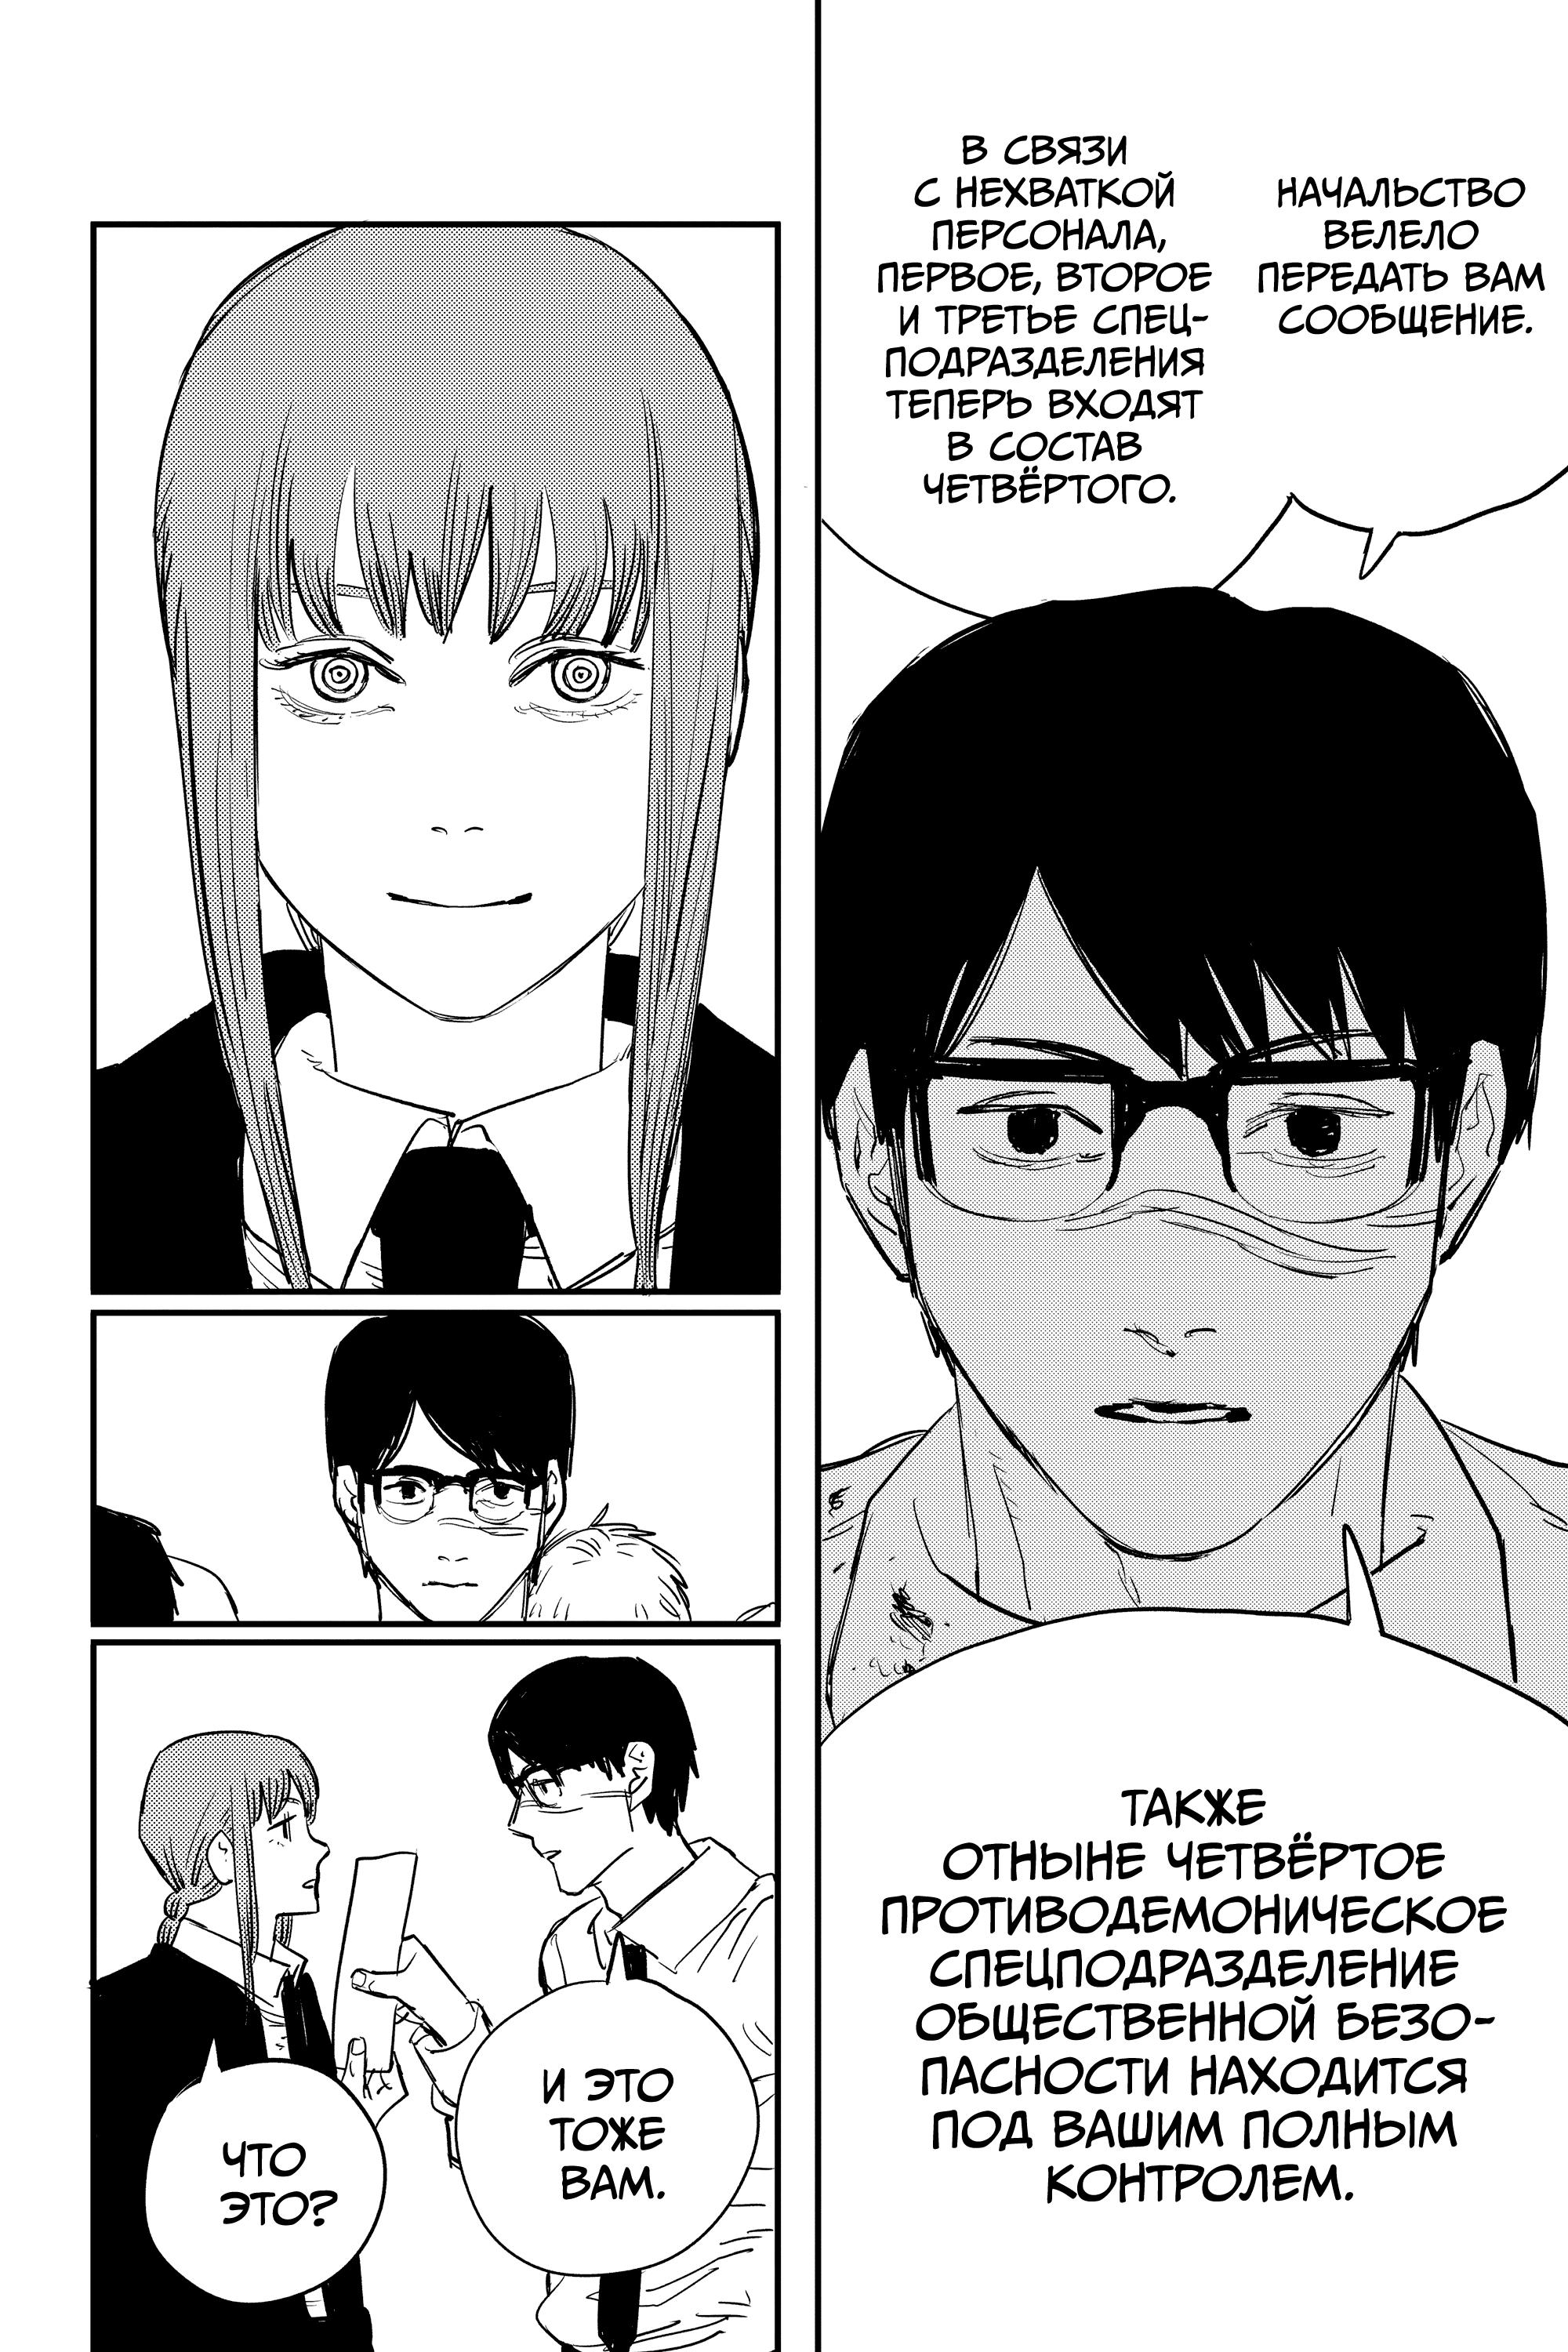 НАЧАЛЬСТВО
ВЕЛЕЛО
ПЕРЕДАТЬ ВАМ
СООБЩЕНИЕ.
В СВЯЗИ
С НЕХВАТКОЙ
ПЕРСОНАЛА,
ПЕРВОЕ, ВТОРОЕ
И ТРЕТЬЕ СПЕЦ-
ПОДРАЗДЕЛЕНИЯ
ТЕПЕРЬ ВХОДЯТ
В СОСТАВ
ЧЕТВЁРТОГО.
ТАКЖЕ
ОТНЫНЕ ЧЕТВЁРТОЕ
ПРОТИВОДЕМОНИЧЕСКОЕ
СПЕЦПОДРАЗДЕЛЕНИЕ
ОБЩЕСТВЕННОЙ БЕЗО-
ПАСНОСТИ НАХОДИТСЯ
ПОД ВАШИМ ПОЛНЫМ
КОНТРОЛЕМ.
И ЭТО
ТОЖЕ
ВАМ.
ЧТО
ЭТО?